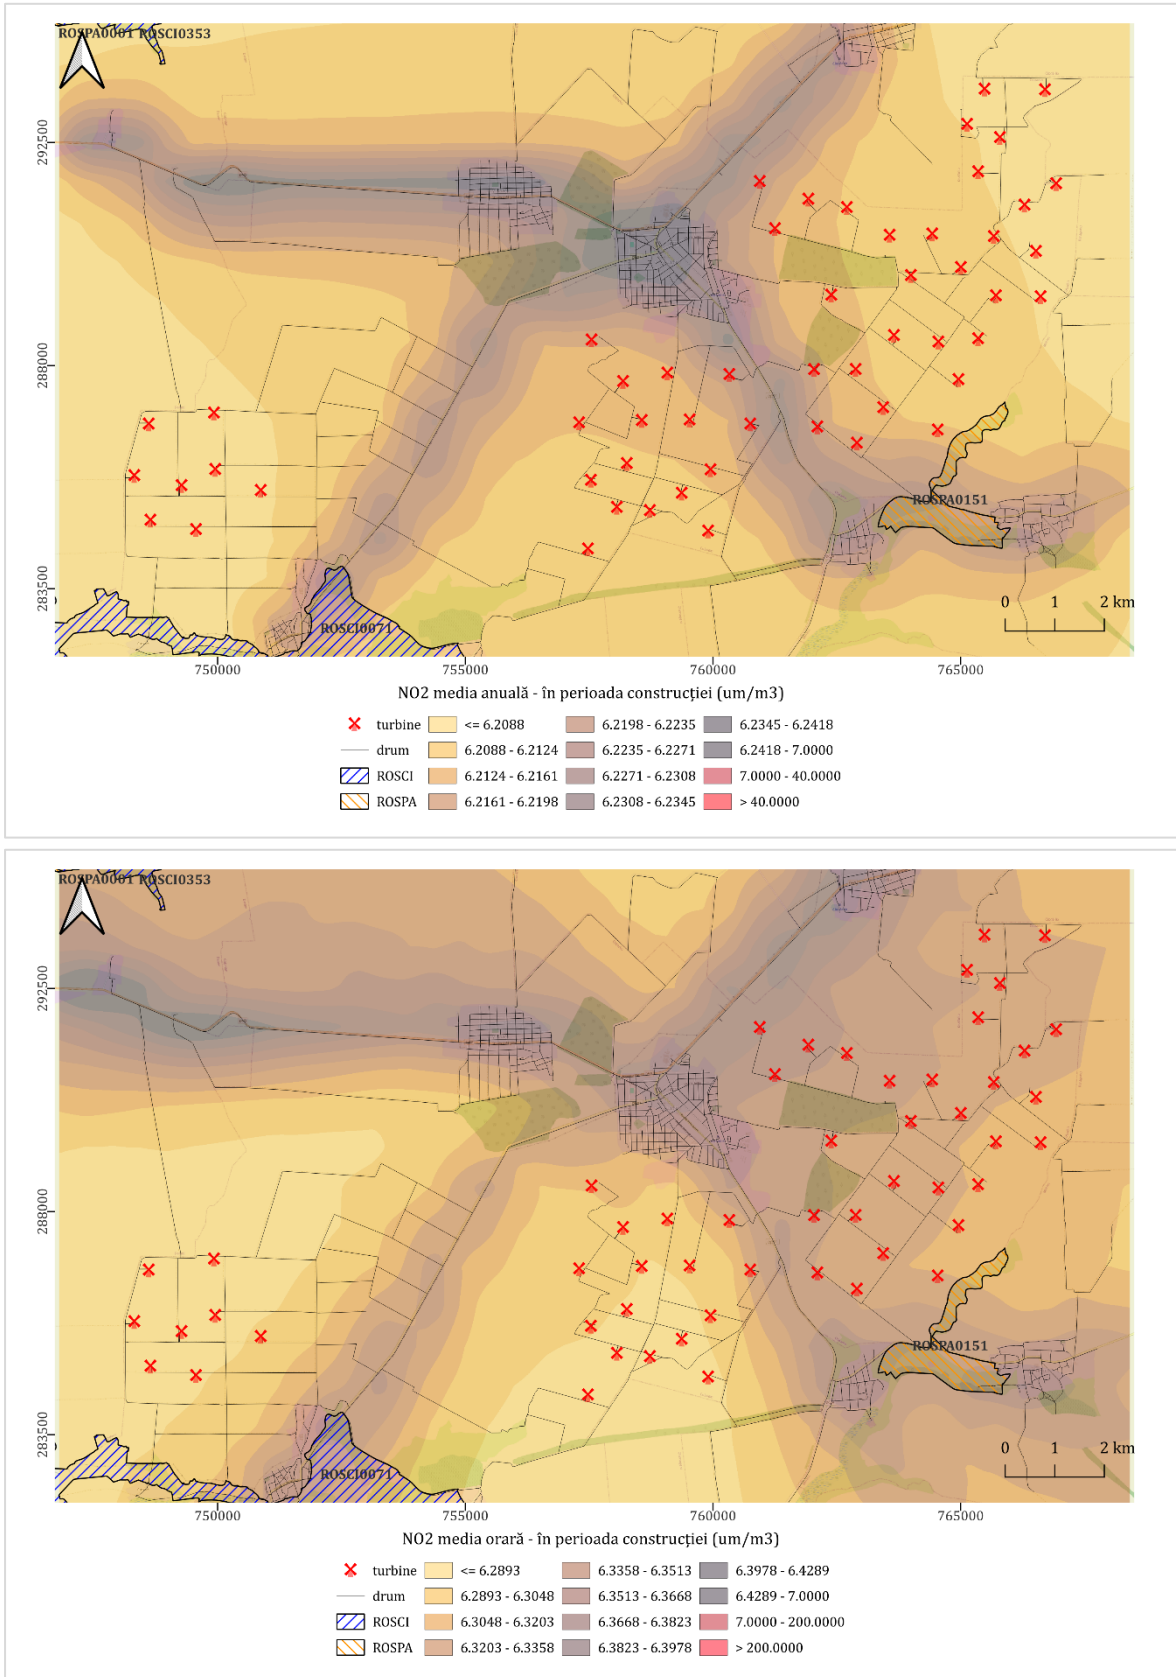 ROSPA0001 ROSCI0353
292500
288000
283500
ROSPA0151
ROSCI0071
0 1 2 km
750000 755000 760000 765000
NO2 media anuală - în perioada construcției (um/m3)
turbine <= 6.2088 6.2198 - 6.2235 6.2345 - 6.2418
drum 6.2088 - 6.2124 6.2235 - 6.2271 6.2418 - 7.0000
ROSCI 6.2124 - 6.2161 6.2271 - 6.2308 7.0000 - 40.0000
ROSPA 6.2161 - 6.2198 6.2308 - 6.2345 > 40.0000
ROSPA0001 ROSCI0353
292500
288000
283500
ROSPA0151
ROSCI0071
0 1 2 km
750000 755000 760000 765000
NO2 media orară - în perioada construcției (um/m3)
turbine <= 6.2893 6.3358 - 6.3513 6.3978 - 6.4289
drum 6.2893 - 6.3048 6.3513 - 6.3668 6.4289 - 7.0000
ROSCI 6.3048 - 6.3203 6.3668 - 6.3823 7.0000 - 200.0000
ROSPA 6.3203 - 6.3358 6.3823 - 6.3978 > 200.0000